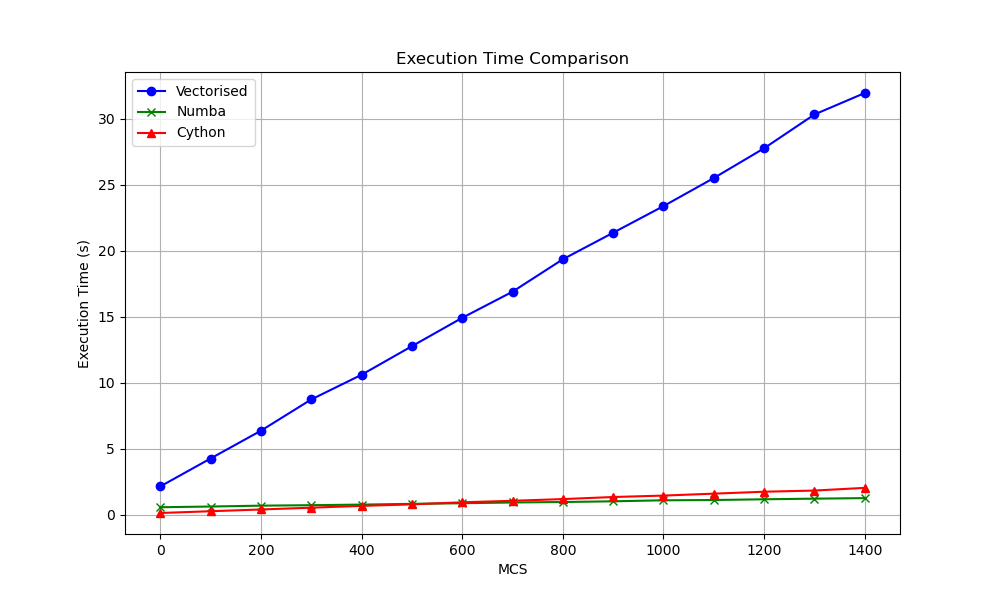 Execution Time Comparison
Vectorised
Numba
Cython
Execution Time (s)
30
25
20
15
10
5
0
0 200 400 600 800 1000 1200 1400
MCS